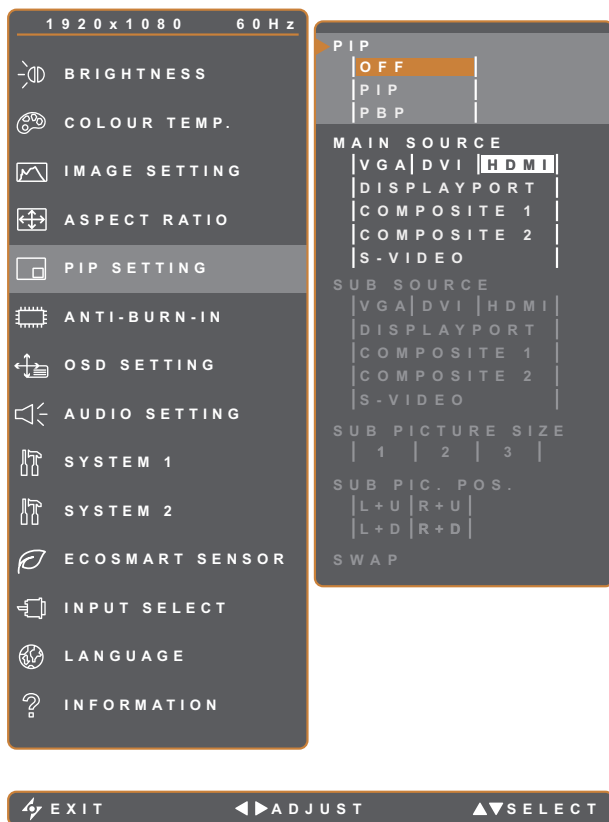 1920x1080 60Hz
BRIGHTNESS
COLOUR TEMP.
IMAGE SETTING
ASPECT RATIO
PIP SETTING
ANTI-BURN-IN
OSD SETTING
AUDIO SETTING
SYSTEM 1
SYSTEM 2
ECOSMART SENSOR
INPUT SELECT
LANGUAGE
INFORMATION
PIP
OFF
PIP
PBP
MAIN SOURCE
VGA DVI HDMI
DISPLAYPORT
COMPOSITE 1
COMPOSITE 2
S-VIDEO
SUB SOURCE
VGA DVI HDMI
DISPLAYPORT
COMPOSITE 1
COMPOSITE 2
S-VIDEO
SUB PICTURE SIZE
1 2 3
SUB PIC. POS.
L+U R+U
L+D R+D
SWAP
EXIT ADJUST SELECT